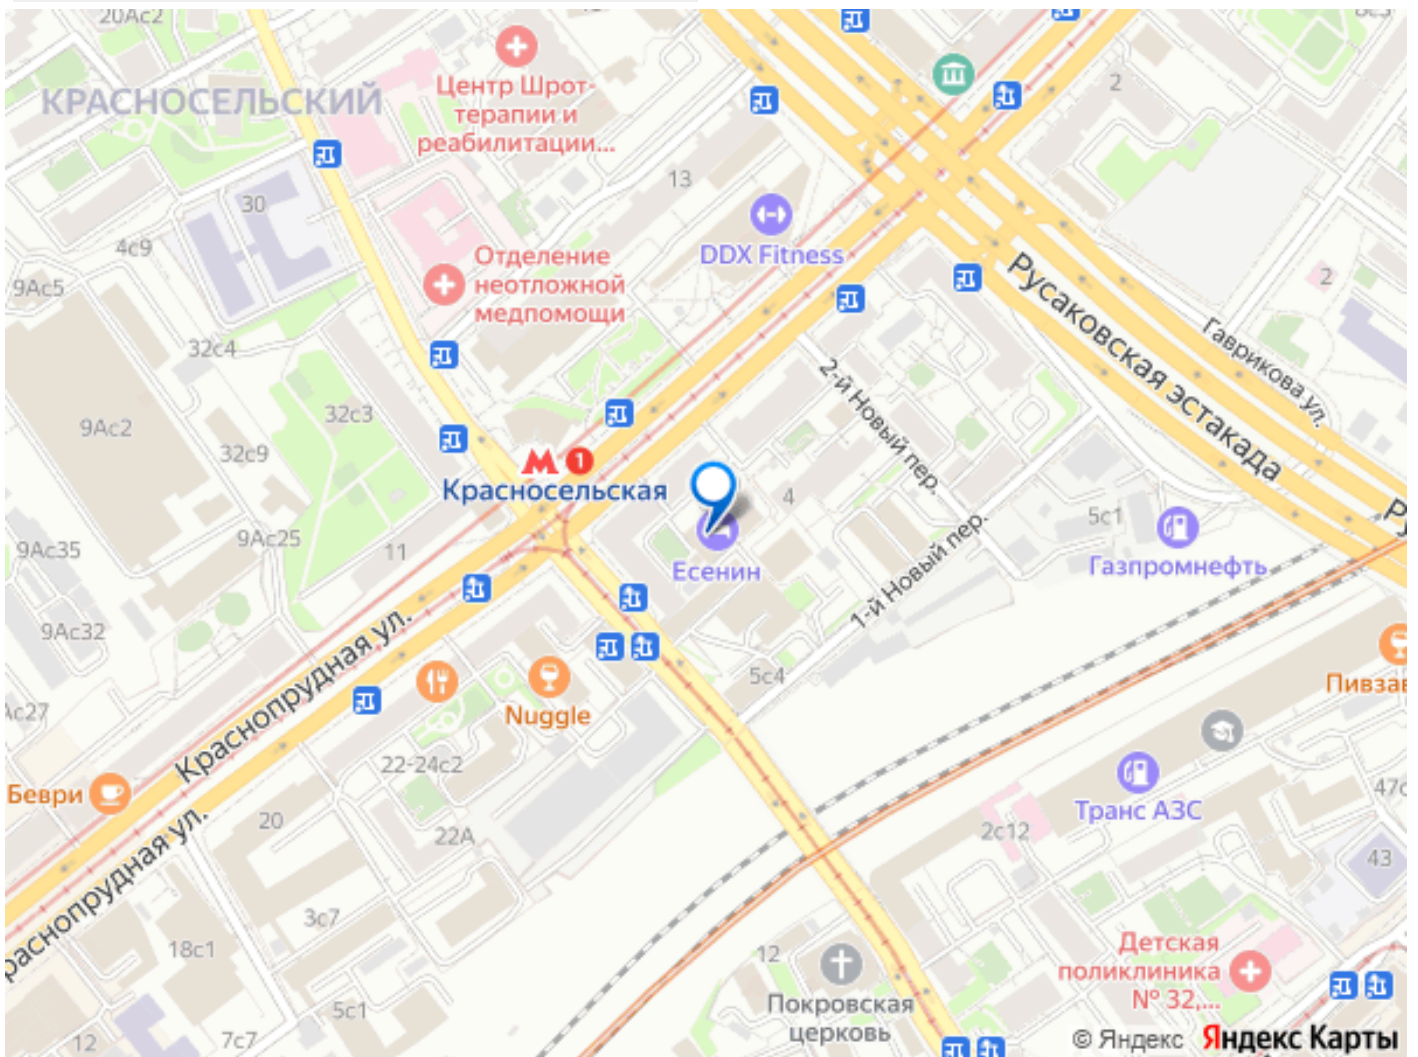 20Ас2
8с3
КРАСНОСЕЛЬСКИЙ
Центр Шрот-
терапии и
реабилитации...
2
13
30
4с9
DDX Fitness
Отделение
неотложной
медпомощи
9Ас5
2
Русаковская эстакада
Гаврикова ул.
32с4
2-й Новый пер.
32с3
9Ас2
32с9
М 1
Красносельская
4
5с1
Газпромнефть
9Ас35
9Ас25
11
Есенин
1-й Новый пер.
9Ас32
Краснопрудная ул.
5с4
Пивзав
Ас27
Nuggle
22-24с2
Беври
Транс АЗС
47с
20
22А
2с12
43
раснопрудная ул.
3с7
18с1
12
Детская
поликлиника
№ 32,...
Покровская
церковь
5с1
12
7с7
© Яндекс Яндекс Карты